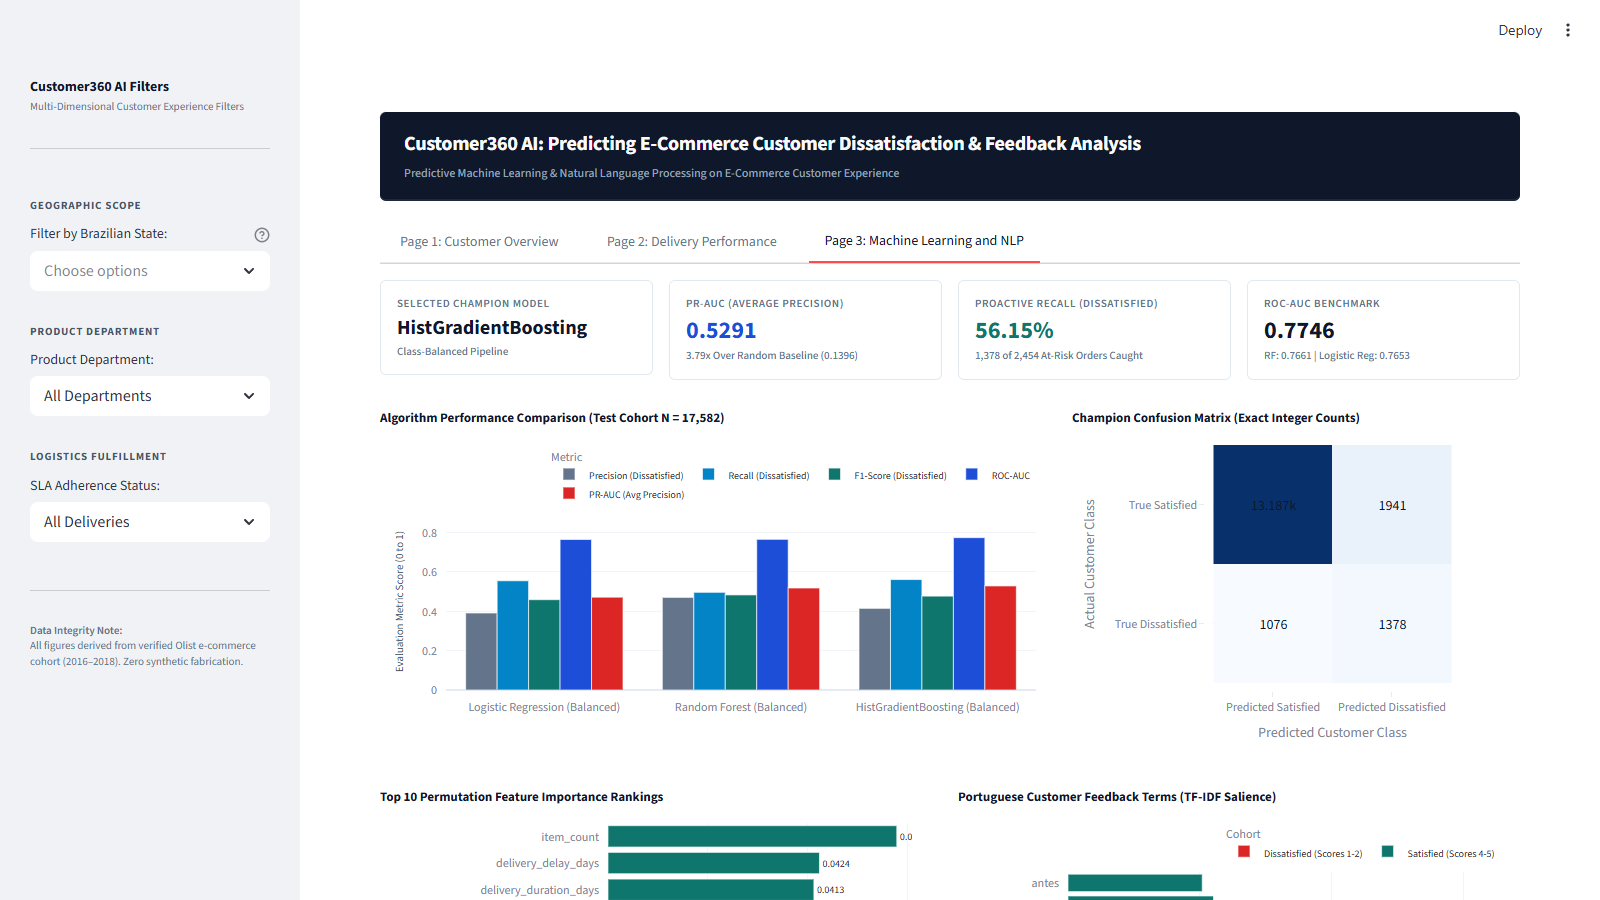 Deploy
Customer360 AI Filters
Multi-Dimensional Customer Experience Filters
GEOGRAPHIC SCOPE
Filter by Brazilian State:
Choose options
PRODUCT DEPARTMENT
Product Department:
All Departments
LOGISTICS FULFILLMENT
SLA Adherence Status:
All Deliveries
Data Integrity Note:
All figures derived from verified Olist e-commerce
cohort (2016–2018). Zero synthetic fabrication.
Customer360 AI: Predicting E-Commerce Customer Dissatisfaction & Feedback Analysis
Predictive Machine Learning & Natural Language Processing on E-Commerce Customer Experience
Page 1: Customer Overview
Page 2: Delivery Performance
Page 3: Machine Learning and NLP
SELECTED CHAMPION MODEL
HistGradientBoosting
Class-Balanced Pipeline
PR-AUC (AVERAGE PRECISION)
0.5291
3.79x Over Random Baseline (0.1396)
PROACTIVE RECALL (DISSATISFIED)
56.15%
1,378 of 2,454 At-Risk Orders Caught
ROC-AUC BENCHMARK
0.7746
RF: 0.7661 | Logistic Reg: 0.7653
Algorithm Performance Comparison (Test Cohort N = 17,582)
Metric
Precision (Dissatisfied)
Recall (Dissatisfied)
F1-Score (Dissatisfied)
ROC-AUC
PR-AUC (Avg Precision)
Evaluation Metric Score (0 to 1)
0.8
0.6
0.4
0.2
0
Logistic Regression (Balanced)
Random Forest (Balanced)
HistGradientBoosting (Balanced)
Champion Confusion Matrix (Exact Integer Counts)
Actual Customer Class
True Satisfied
13.187k
1941
True Dissatisfied
1076
1378
Predicted Satisfied
Predicted Dissatisfied
Predicted Customer Class
Top 10 Permutation Feature Importance Rankings
item_count
0.0
delivery_delay_days
0.0424
delivery_duration_days
0.0413
Portuguese Customer Feedback Terms (TF-IDF Salience)
Cohort
Dissatisfied (Scores 1-2)
Satisfied (Scores 4-5)
antes